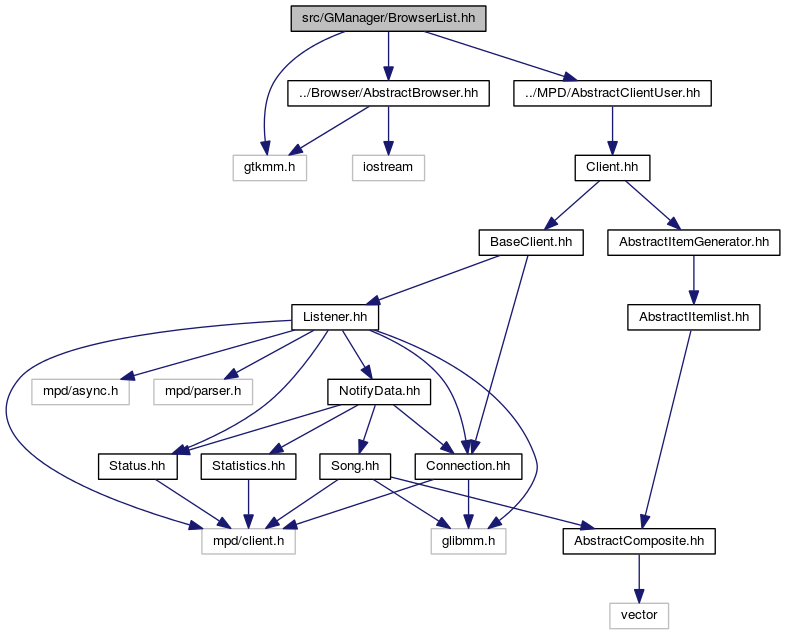 src/GManager/BrowserList.hh
../Browser/AbstractBrowser.hh
../MPD/AbstractClientUser.hh
gtkmm.h
iostream
Client.hh
BaseClient.hh
AbstractItemGenerator.hh
Listener.hh
AbstractItemlist.hh
mpd/async.h
mpd/parser.h
NotifyData.hh
Status.hh
Statistics.hh
Song.hh
Connection.hh
mpd/client.h
glibmm.h
AbstractComposite.hh
vector